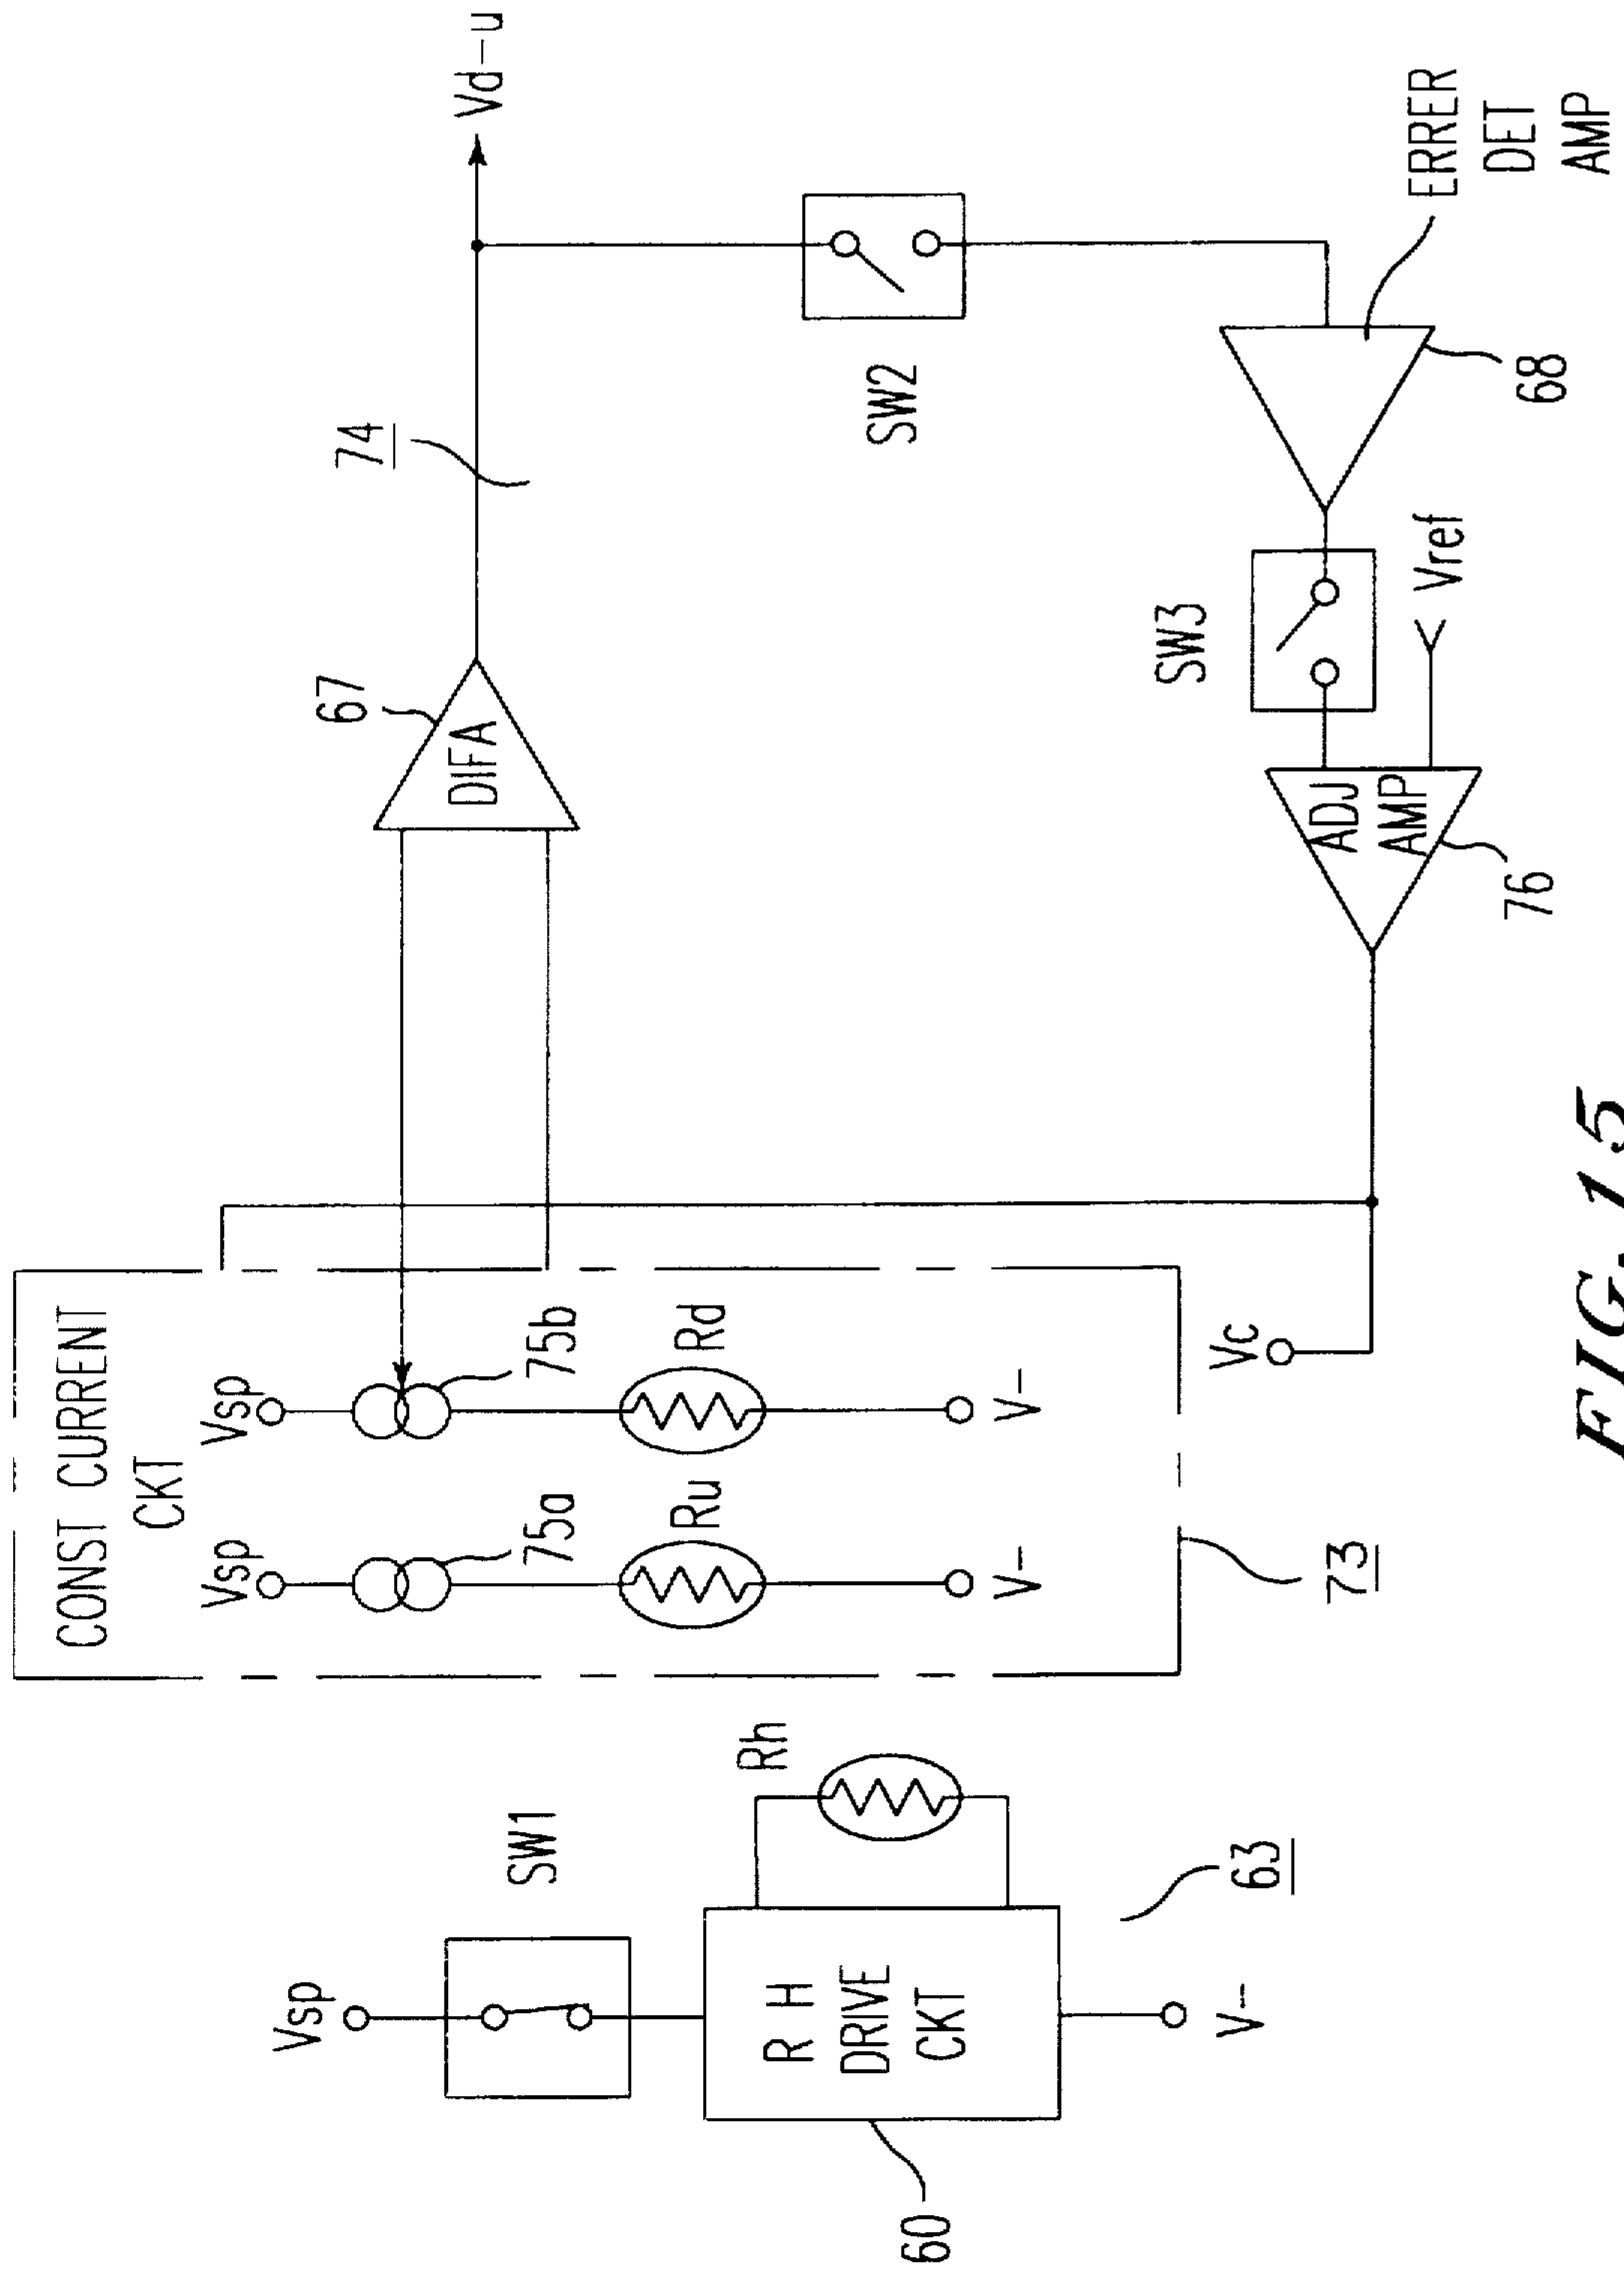 CONST CURRENT
CKT
Vsp
Vsp
75a
75b
Ru
Rd
V-
V-
73
Vsp
SW1
R H
DRIVE
CKT
60
Rh
63
V-
67
DIFA
74
Vd-u
SW2
SW3
ADJ
AMP
76
Vref
68
ERRER
DET
AMP
Vc
FIG. 15